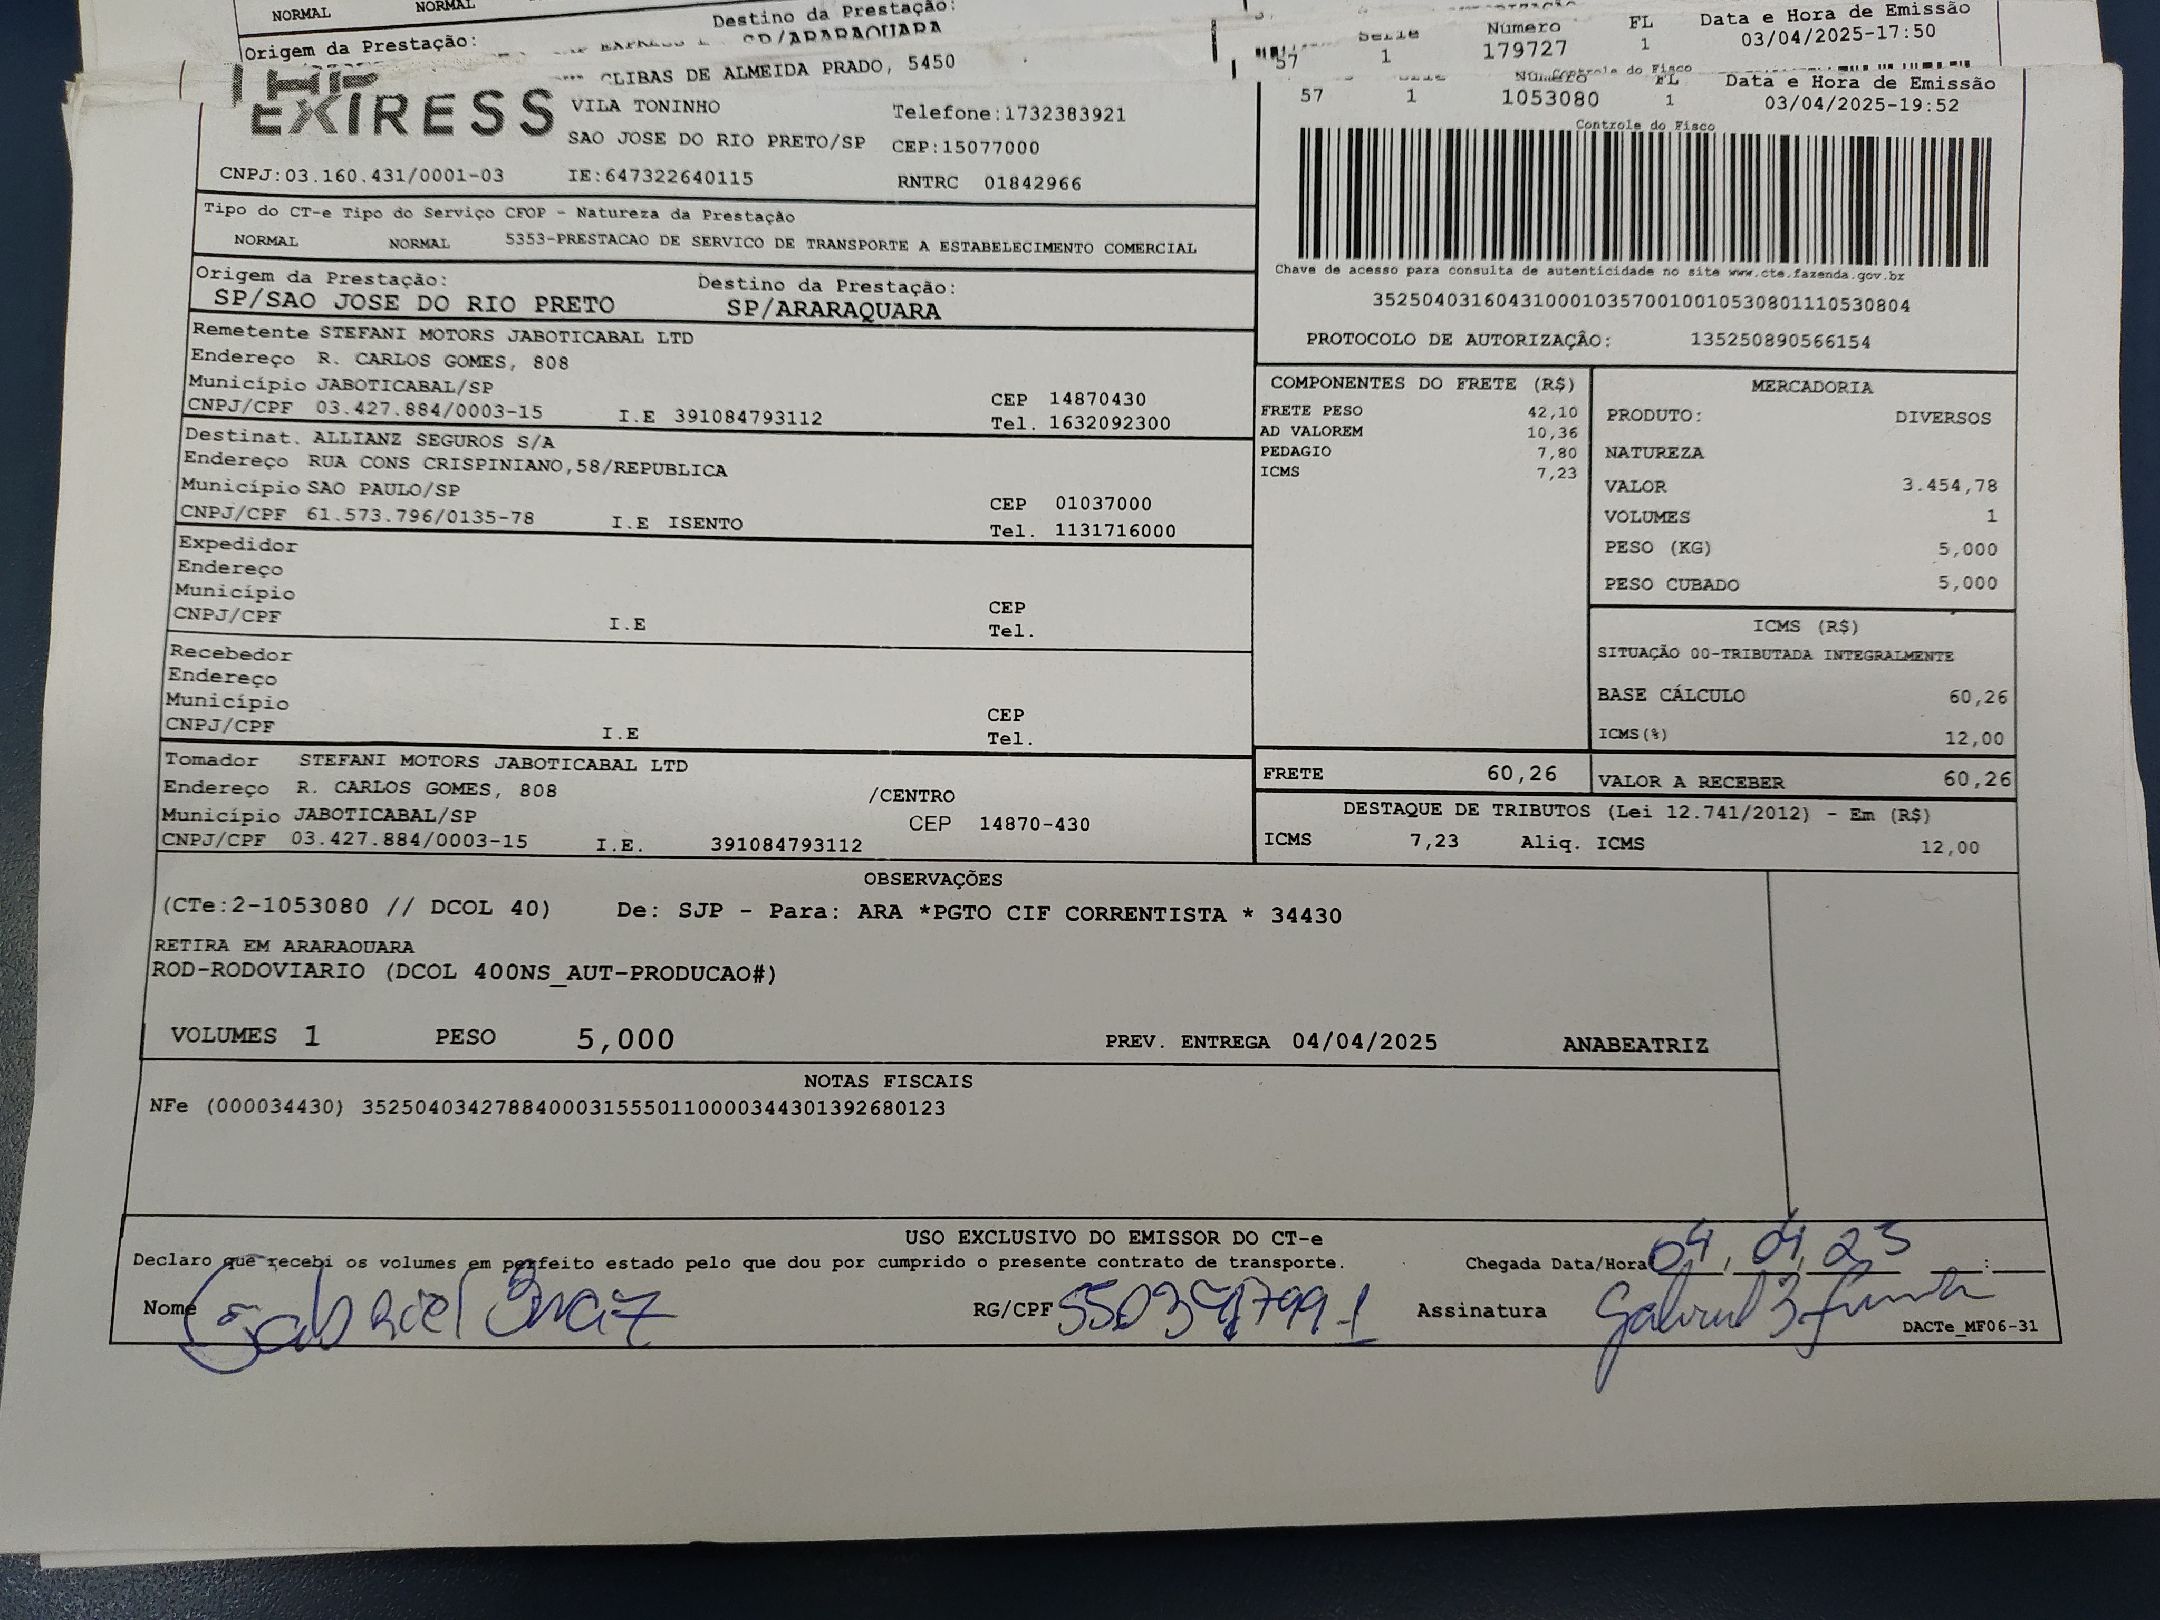 NORMAL NORMAL
Destino da Prestação:
Origem da Prestação: SP/ARARAQUARA
Série Número FL Data e Hora de Emissão
57 1 179727 1 03/04/2025-17:50
Controle do Fisco
EXPRESS
CLIBAS DE ALMEIDA PRADO, 5450
VILA TONINHO Telefone:1732383921
SAO JOSE DO RIO PRETO/SP CEP:15077000
CNPJ:03.160.431/0001-03 IE:647322640115 RNTRC 01842966
Número FL Data e Hora de Emissão
57 1 1053080 1 03/04/2025-19:52
Controle do Fisco
Chave de acesso para consulta de autenticidade no site www.cte.fazenda.gov.br
35250403160431000103570010010530801110530804
PROTOCOLO DE AUTORIZAÇÂO: 135250890566154
Tipo do CT-e Tipo do Serviço CFOP - Natureza da Prestação
NORMAL NORMAL 5353-PRESTACAO DE SERVICO DE TRANSPORTE A ESTABELECIMENTO COMERCIAL
Origem da Prestação: Destino da Prestação:
SP/SAO JOSE DO RIO PRETO SP/ARARAQUARA
Remetente STEFANI MOTORS JABOTICABAL LTD
Endereço R. CARLOS GOMES, 808
Município JABOTICABAL/SP CEP 14870430
CNPJ/CPF 03.427.884/0003-15 I.E 391084793112 Tel. 1632092300
Destinat. ALLIANZ SEGUROS S/A
Endereço RUA CONS CRISPINIANO,58/REPUBLICA
Município SAO PAULO/SP CEP 01037000
CNPJ/CPF 61.573.796/0135-78 I.E ISENTO Tel. 1131716000
Expedidor
Endereço
Município CEP
CNPJ/CPF I.E Tel.
Recebedor
Endereço
Município CEP
CNPJ/CPF I.E Tel.
Tomador STEFANI MOTORS JABOTICABAL LTD
Endereço R. CARLOS GOMES, 808 /CENTRO
Município JABOTICABAL/SP CEP 14870-430
CNPJ/CPF 03.427.884/0003-15 I.E. 391084793112
COMPONENTES DO FRETE (R$)
FRETE PESO 42,10
AD VALOREM 10,36
PEDAGIO 7,80
ICMS 7,23
MERCADORIA
PRODUTO: DIVERSOS
NATUREZA
VALOR 3.454,78
VOLUMES 1
PESO (KG) 5,000
PESO CUBADO 5,000
ICMS (R$)
SITUAÇÃO 00-TRIBUTADA INTEGRALMENTE
BASE CÁLCULO 60,26
ICMS(%) 12,00
FRETE 60,26 VALOR A RECEBER 60,26
DESTAQUE DE TRIBUTOS (Lei 12.741/2012) - Em (R$)
ICMS 7,23 Aliq. ICMS 12,00
OBSERVAÇÕES
(CTe:2-1053080 // DCOL 40) De: SJP - Para: ARA *PGTO CIF CORRENTISTA * 34430
RETIRA EM ARARAQUARA
ROD-RODOVIARIO (DCOL 400NS_AUT-PRODUCAO#)
VOLUMES 1 PESO 5,000 PREV. ENTREGA 04/04/2025 ANABEATRIZ
NOTAS FISCAIS
NFe (000034430) 35250403427884000315550110000344301392680123
USO EXCLUSIVO DO EMISSOR DO CT-e
Declaro que recebi os volumes em perfeito estado pelo que dou por cumprido o presente contrato de transporte. Chegada Data/Hora 04, 04, 25 __:__
Nome Gabriel Braz RG/CPF Assinatura Gabriel
DACTe_MF06-31